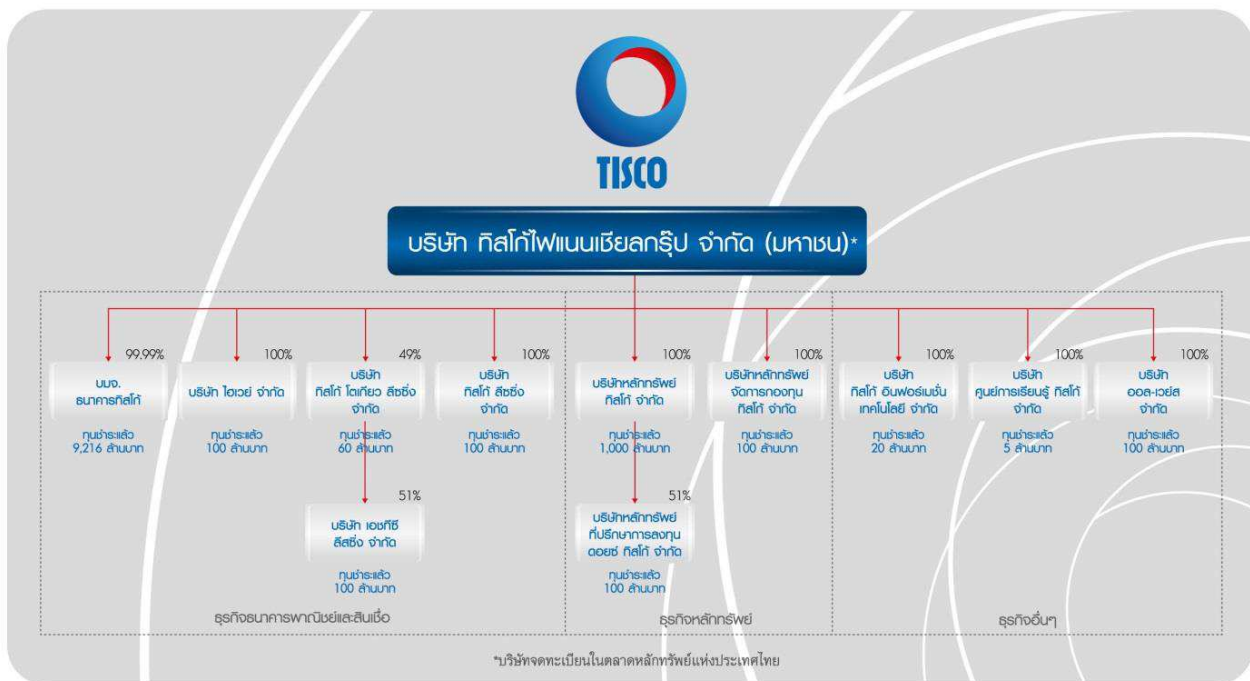 TISCO
บริษัท ทิสโก้ไฟแนนเชียลกรุ๊ป จำกัด (มหาชน)*
99.99%
บมจ.
ธนาคารทิสโก้
ทุนชำระแล้ว
9,216 ล้านบาท
100%
บริษัท ไฮเวย์ จำกัด
ทุนชำระแล้ว
100 ล้านบาท
49%
บริษัท
ทิสโก้ โตเกียว ลีซซิ่ง
จำกัด
ทุนชำระแล้ว
60 ล้านบาท
51%
บริษัท เอชทีซี
ลีสซิ่ง จำกัด
ทุนชำระแล้ว
100 ล้านบาท
100%
บริษัท
ทิสโก้ ลีซซิ่ง
จำกัด
ทุนชำระแล้ว
100 ล้านบาท
ธุรกิจธนาคารพาณิชย์และสินเชื่อ
100%
บริษัทหลักทรัพย์
ทิสโก้ จำกัด
ทุนชำระแล้ว
1,000 ล้านบาท
51%
บริษัทหลักทรัพย์
ที่ปรึกษาการลงทุน
ดอยซ์ ทิสโก้ จำกัด
ทุนชำระแล้ว
100 ล้านบาท
100%
บริษัทหลักทรัพย์
จัดการกองทุน
ทิสโก้ จำกัด
ทุนชำระแล้ว
100 ล้านบาท
ธุรกิจหลักทรัพย์
100%
บริษัท
ทิสโก้ อินฟอร์เมชั่น
เทคโนโลยี จำกัด
ทุนชำระแล้ว
20 ล้านบาท
100%
บริษัท
ศูนย์การเรียนรู้ ทิสโก้
จำกัด
ทุนชำระแล้ว
5 ล้านบาท
100%
บริษัท
ออล-เวย์ส
จำกัด
ทุนชำระแล้ว
100 ล้านบาท
ธุรกิจอื่นๆ
*บริษัทจดทะเบียนในตลาดหลักทรัพย์แห่งประเทศไทย